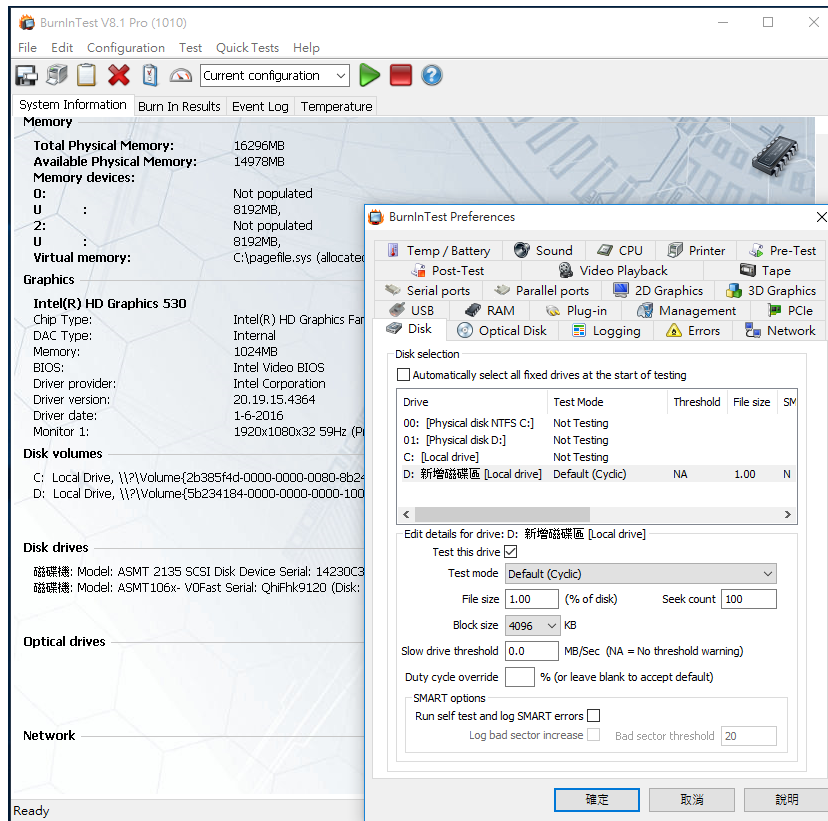 BurnInTest V8.1 Pro (1010)
File Edit Configuration Test Quick Tests Help
Current configuration
System Information Burn In Results Event Log Temperature
Memory
Total Physical Memory: 16296MB
Available Physical Memory: 14978MB
Memory devices:
0: Not populated
U : 8192MB,
2: Not populated
U : 8192MB,
Virtual memory: C:\pagefile.sys (allocated
Graphics
Intel(R) HD Graphics 530
Chip Type: Intel(R) HD Graphics Fam
DAC Type: Internal
Memory: 1024MB
BIOS: Intel Video BIOS
Driver provider: Intel Corporation
Driver version: 20.19.15.4364
Driver date: 1-6-2016
Monitor 1: 1920x1080x32 59Hz (Pr
Disk volumes
C: Local Drive, \\?\Volume{2b385f4d-0000-0000-0080-8b24
D: Local Drive, \\?\Volume{5b234184-0000-0000-0000-100
Disk drives
磁碟機: Model: ASMT 2135 SCSI Disk Device Serial: 14230C3
磁碟機: Model: ASMT106x- V0Fast Serial: QhiFhk9120 (Disk:
Optical drives
Network
Ready
BurnInTest Preferences
Temp / Battery Sound CPU Printer Pre-Test
Post-Test Video Playback Tape
Serial ports Parallel ports 2D Graphics 3D Graphics
USB RAM Plug-in Management PCIe
Disk Optical Disk Logging Errors Network
Disk selection
Automatically select all fixed drives at the start of testing
Drive Test Mode Threshold File size SM
00: [Physical disk NTFS C:] Not Testing
01: [Physical disk D:] Not Testing
C: [Local drive] Not Testing
D: 新增磁碟區 [Local drive] Default (Cyclic) NA 1.00 N
Edit details for drive: D: 新增磁碟區 [Local drive]
Test this drive
Test mode Default (Cyclic)
File size 1.00 (% of disk) Seek count 100
Block size 4096 KB
Slow drive threshold 0.0 MB/Sec (NA = No threshold warning)
Duty cycle override % (or leave blank to accept default)
SMART options
Run self test and log SMART errors
Log bad sector increase Bad sector threshold 20
確定 取消 說明